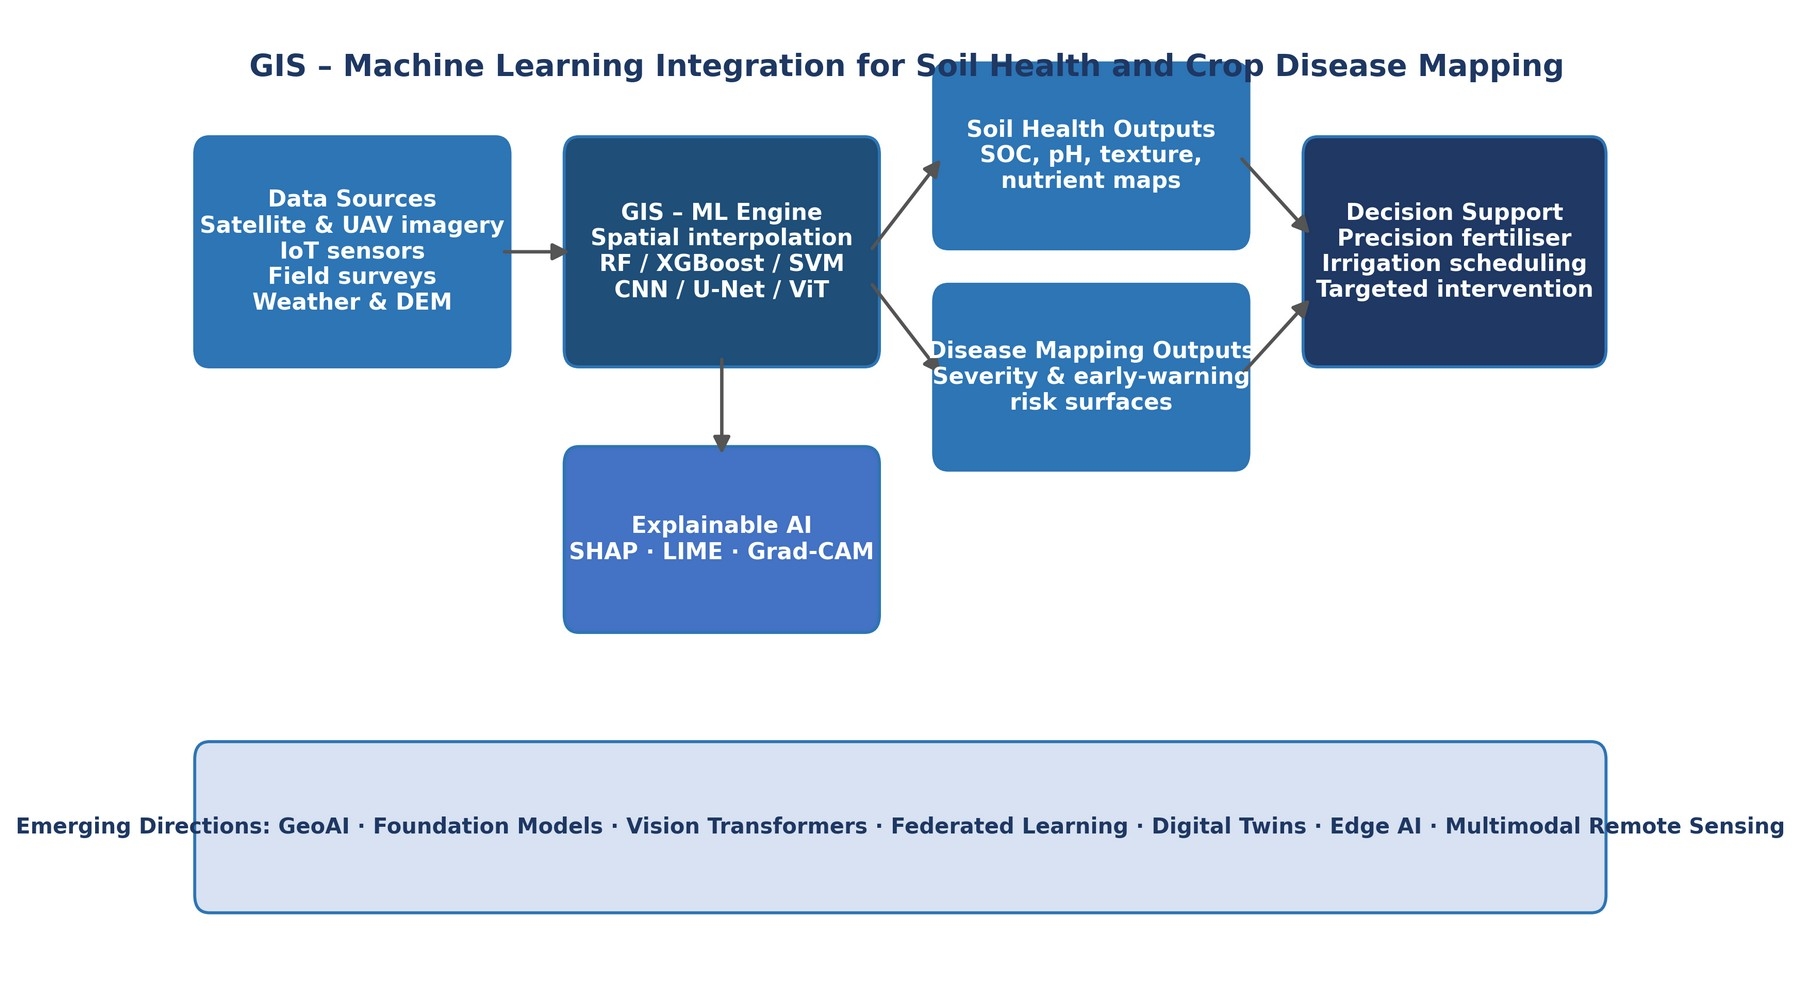 GIS – Machine Learning Integration for Soil Health and Crop Disease Mapping
Data Sources
Satellite & UAV imagery
IoT sensors
Field surveys
Weather & DEM
GIS – ML Engine
Spatial interpolation
RF / XGBoost / SVM
CNN / U-Net / ViT
Soil Health Outputs
SOC, pH, texture,
nutrient maps
Disease Mapping Outputs
Severity & early-warning
risk surfaces
Decision Support
Precision fertiliser
Irrigation scheduling
Targeted intervention
Explainable AI
SHAP · LIME · Grad-CAM
Emerging Directions: GeoAI · Foundation Models · Vision Transformers · Federated Learning · Digital Twins · Edge AI · Multimodal Remote Sensing